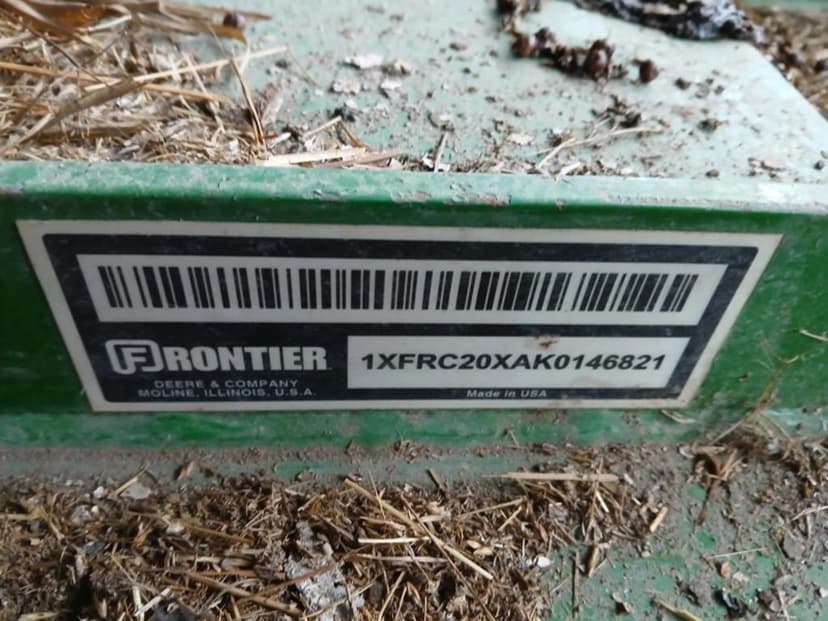 FRONTIER
DEERE & COMPANY
MOLINE, ILLINOIS, U.S.A.
1XFRC20XAK0146821
Made in USA